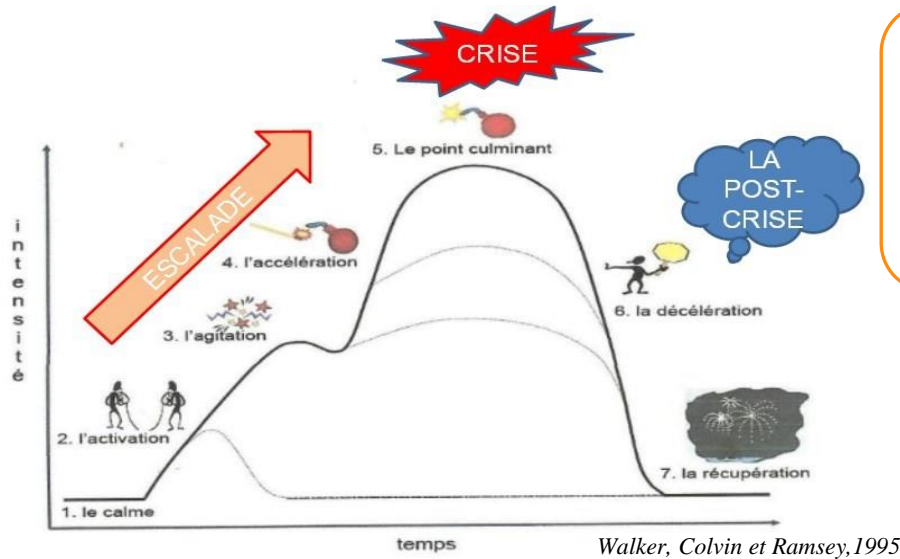 CRISE
5. Le point culminant
LA
POST-
CRISE
ESCALADE
4. l'accélération
6. la décélération
3. l'agitation
intensité
2. l'activation
7. la récupération
1. le calme
temps
Walker, Colvin et Ramsey,1995